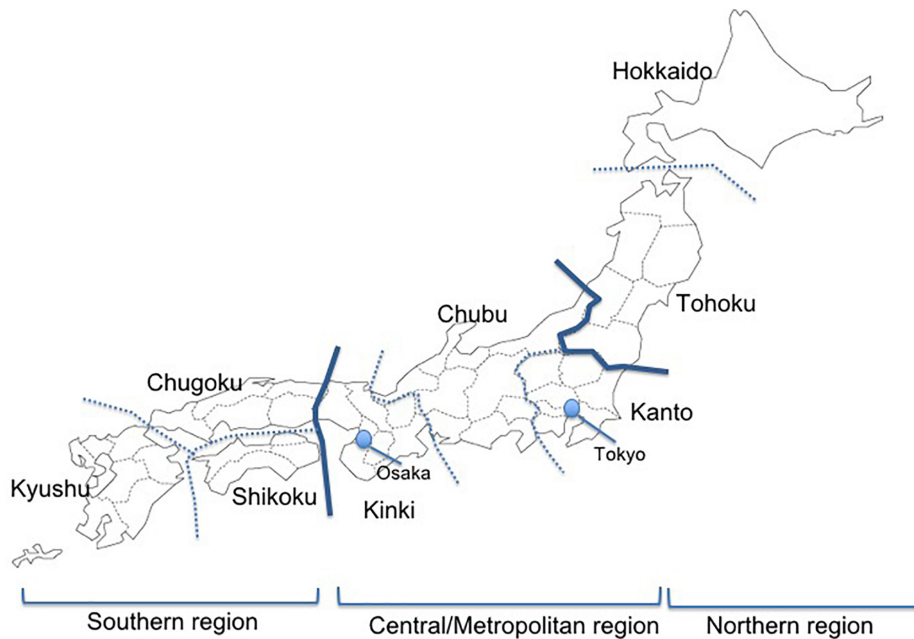 Hokkaido
Tohoku
Chubu
Chugoku
Kanto
Tokyo
Osaka
Kyushu
Shikoku
Kinki
Southern region
Central/Metropolitan region
Northern region